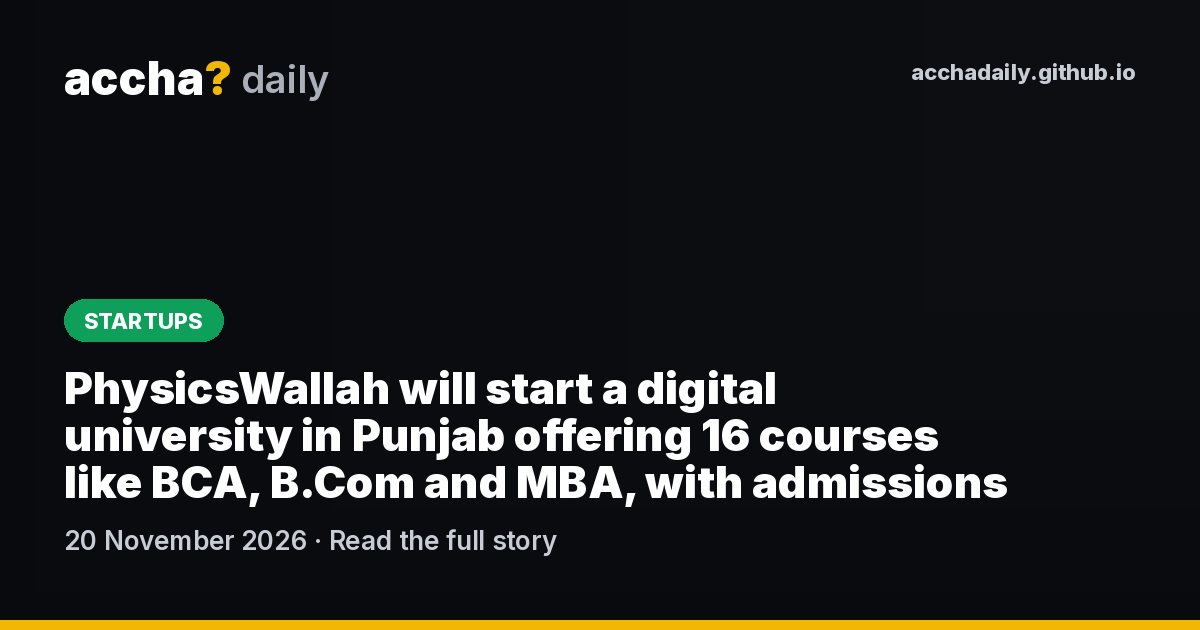 accha? daily
acchadaily.github.io
STARTUPS
PhysicsWallah will start a digital
university in Punjab offering 16 courses
like BCA, B.Com and MBA, with admissions
20 November 2026 · Read the full story